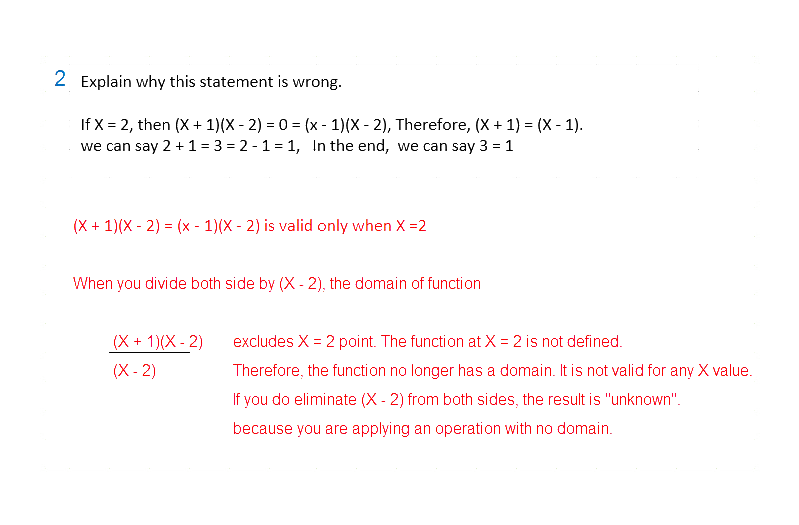 2 Explain why this statement is wrong.
If X = 2, then (X + 1)(X - 2) = 0 = (x - 1)(X - 2), Therefore, (X + 1) = (X - 1).
we can say 2 + 1 = 3 = 2 - 1 = 1, In the end, we can say 3 = 1
(X + 1)(X - 2) = (x - 1)(X - 2) is valid only when X =2
When you divide both side by (X - 2), the domain of function
(X + 1)(X - 2) excludes X = 2 point. The function at X = 2 is not defined.
(X - 2) Therefore, the function no longer has a domain. It is not valid for any X value.
If you do eliminate (X - 2) from both sides, the result is "unknown".
because you are applying an operation with no domain.